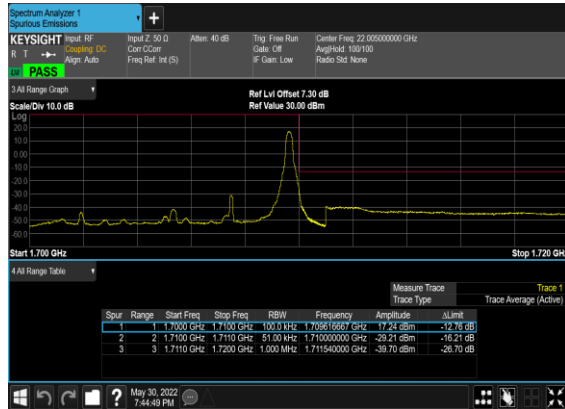 Spectrum Analyzer 1
Spurious Emissions
+
KEYSIGHT Input: RF Input Z: 50 Ω Atten: 40 dB Trig: Free Run Center Freq: 22.005000000 GHz
R T Coupling: DC Corr CCorr Gate: Off Avg|Hold: 100/100
Align: Auto Freq Ref: Int (S) IF Gain: Low Radio Std: None
PASS
3 All Range Graph
Ref Lvl Offset 7.30 dB
Scale/Div 10.0 dB Ref Value 30.00 dBm
Log
20.0
10.0
0.00
-10.0
-20.0
-30.0
-40.0
-50.0
-60.0
Start 1.700 GHz Stop 1.720 GH
4 All Range Table
Measure Trace Trace 1
Trace Type Trace Average (Active)
Spur Range Start Freq Stop Freq RBW Frequency Amplitude ΔLimit
1 1 1.7000 GHz 1.7100 GHz 100.0 kHz 1.709616667 GHz 17.24 dBm -12.76 dB
2 2 1.7100 GHz 1.7110 GHz 51.00 kHz 1.710000000 GHz -29.21 dBm -16.21 dB
3 3 1.7110 GHz 1.7200 GHz 1.000 MHz 1.711540000 GHz -39.70 dBm -26.70 dB
? May 30, 2022
7:44:49 PM